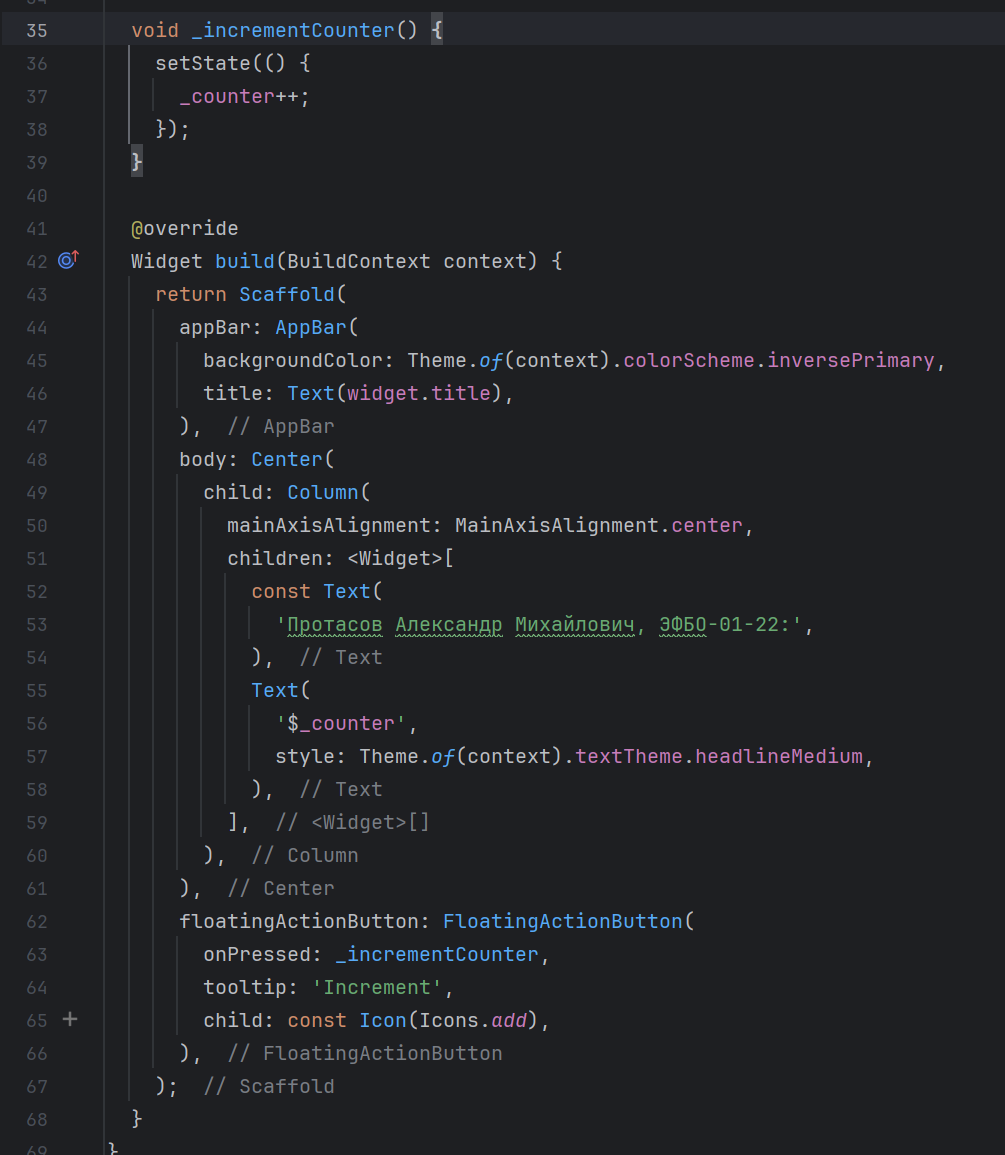 35 void _incrementCounter() {
36 setState(() {
37 _counter++;
38 });
39 }
40
41 @override
42 Widget build(BuildContext context) {
43 return Scaffold(
44 appBar: AppBar(
45 backgroundColor: Theme.of(context).colorScheme.inversePrimary,
46 title: Text(widget.title),
47 ), // AppBar
48 body: Center(
49 child: Column(
50 mainAxisAlignment: MainAxisAlignment.center,
51 children: <Widget>[
52 const Text(
53 'Протасов Александр Михайлович, ЭФБО-01-22:',
54 ), // Text
55 Text(
56 '$_counter',
57 style: Theme.of(context).textTheme.headlineMedium,
58 ), // Text
59 ], // <Widget>[]
60 ), // Column
61 ), // Center
62 floatingActionButton: FloatingActionButton(
63 onPressed: _incrementCounter,
64 tooltip: 'Increment',
65 child: const Icon(Icons.add),
66 ), // FloatingActionButton
67 ); // Scaffold
68 }
69 }